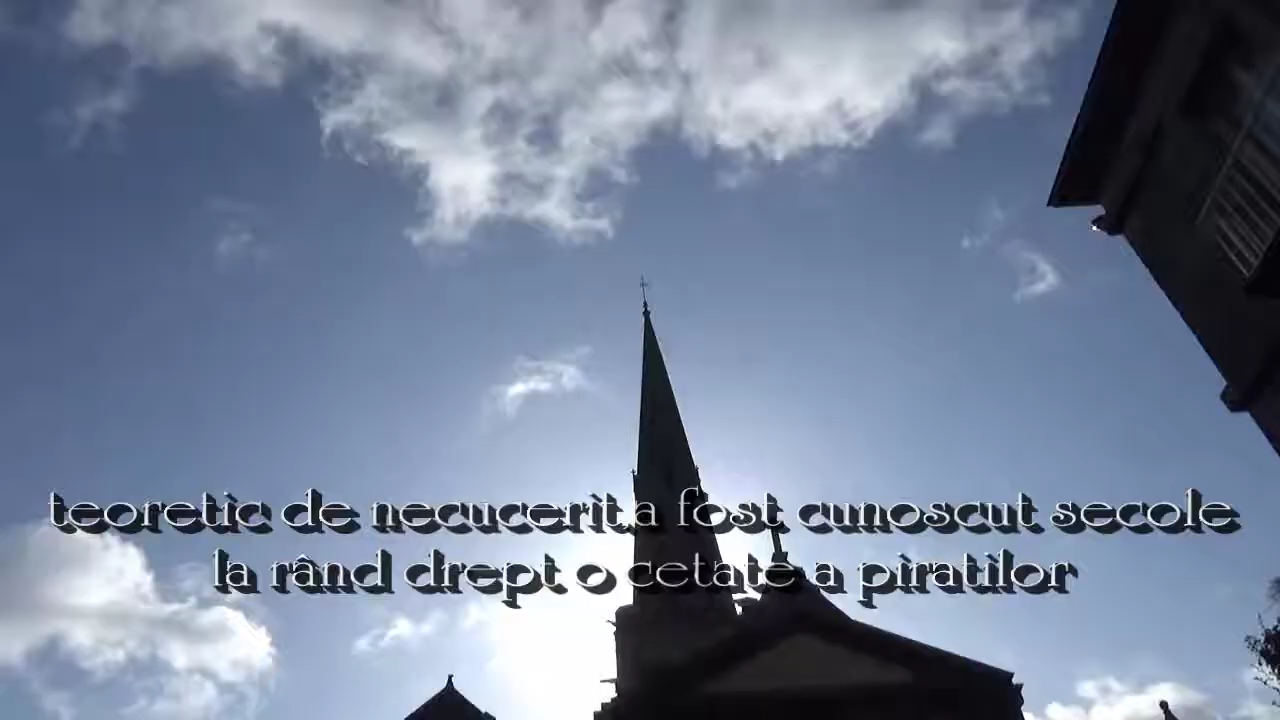 teoretic de necucerit,a fost cunoscut secole
la rând drept o cetate a piratilor